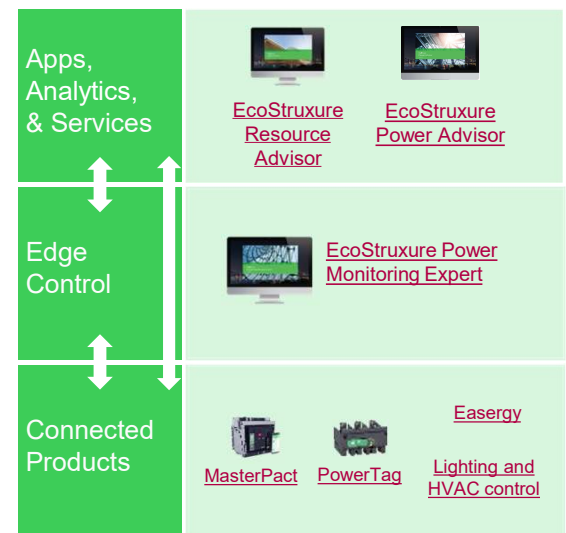 Apps,
Analytics,
& Services
EcoStruxure
Resource
Advisor
EcoStruxure
Power Advisor
Edge
Control
EcoStruxure Power
Monitoring Expert
Connected
Products
MasterPact
PowerTag
Easergy
Lighting and
HVAC control